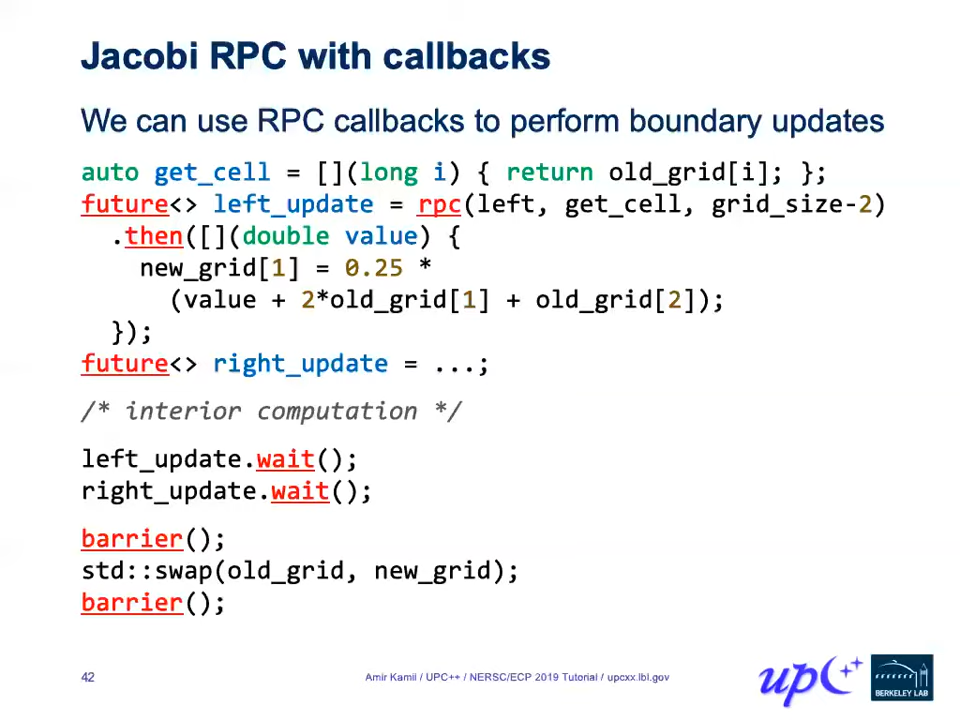 Jacobi RPC with callbacks
We can use RPC callbacks to perform boundary updates
auto get_cell = [](long i) { return old_grid[i]; };
future<> left_update = rpc(left, get_cell, grid_size-2)
.then([](double value) {
new_grid[1] = 0.25 *
(value + 2*old_grid[1] + old_grid[2]);
});
future<> right_update = ...;
/* interior computation */
left_update.wait();
right_update.wait();
barrier();
std::swap(old_grid, new_grid);
barrier();
42
Amir Kamil / UPC++ / NERSC/ECP 2019 Tutorial / upcxx.lbl.gov
upC++
BERKELEY LAB